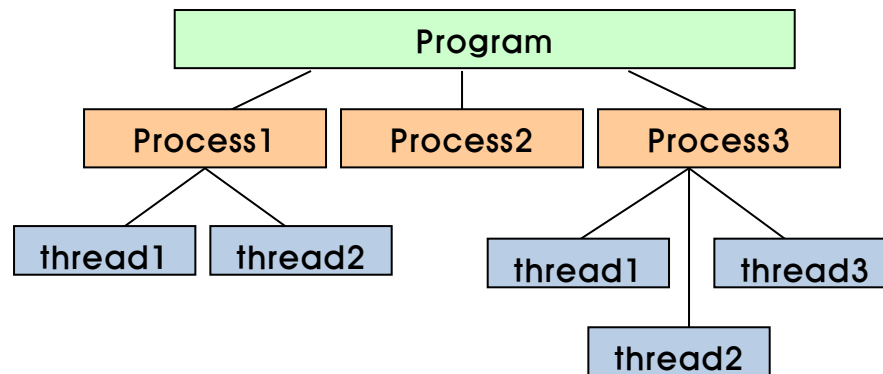 Program
Process1
Process2
Process3
thread1
thread2
thread1
thread3
thread2